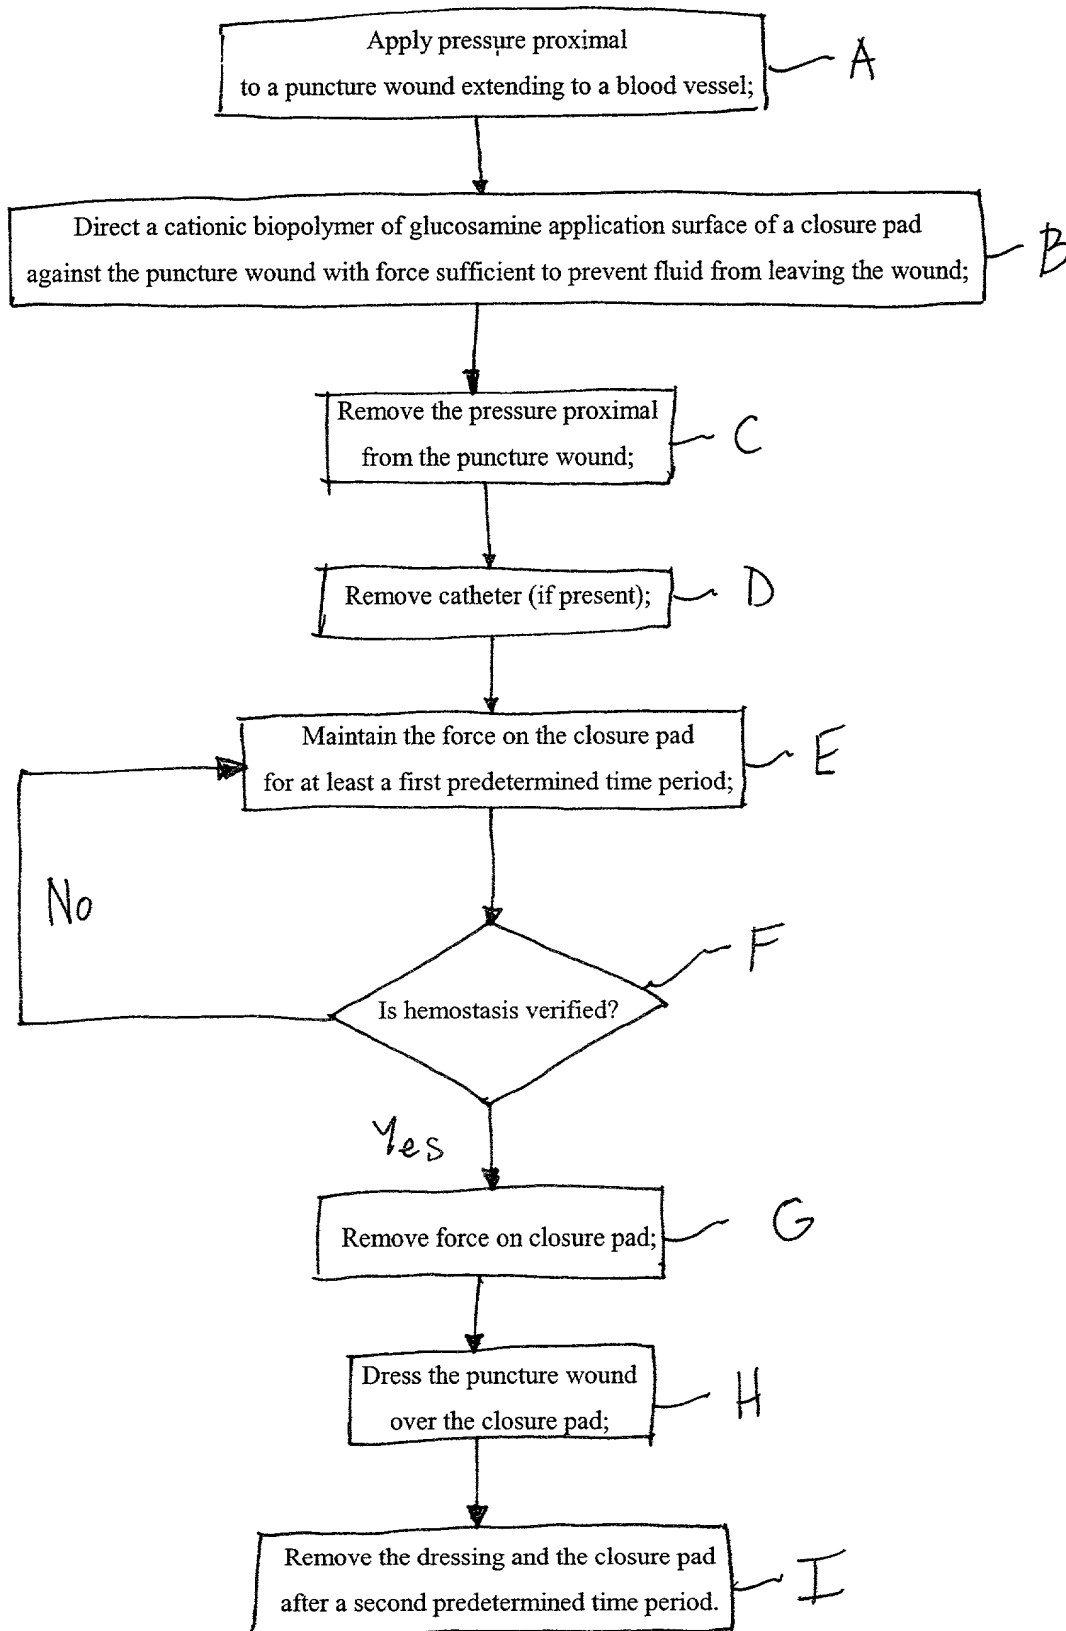 Apply pressure proximal
to a puncture wound extending to a blood vessel;
A
Direct a cationic biopolymer of glucosamine application surface of a closure pad
against the puncture wound with force sufficient to prevent fluid from leaving the wound;
B
Remove the pressure proximal
from the puncture wound;
C
Remove catheter (if present);
D
Maintain the force on the closure pad
for at least a first predetermined time period;
E
No
Is hemostasis verified?
F
Yes
Remove force on closure pad;
G
Dress the puncture wound
over the closure pad;
H
Remove the dressing and the closure pad
after a second predetermined time period.
I